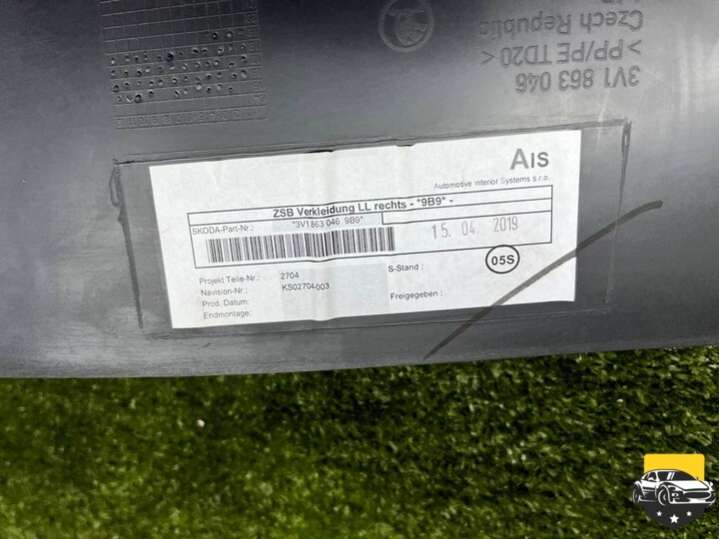 3V1 863 046
> PP/PE TD20 <
Czech Republic
AIS
Automotive Interior Systems s.r.o.
ZSB Verkleidung LL rechts - *9B9* -
SKODA-Part-Nr.: *3V1863 046 9B9*
15. 04. 2019
Projekt Teile-Nr.: 2704
S-Stand : 05S
Navision-Nr.: KS02704-003
Prod. Datum:
Freigegeben :
Endmontage: